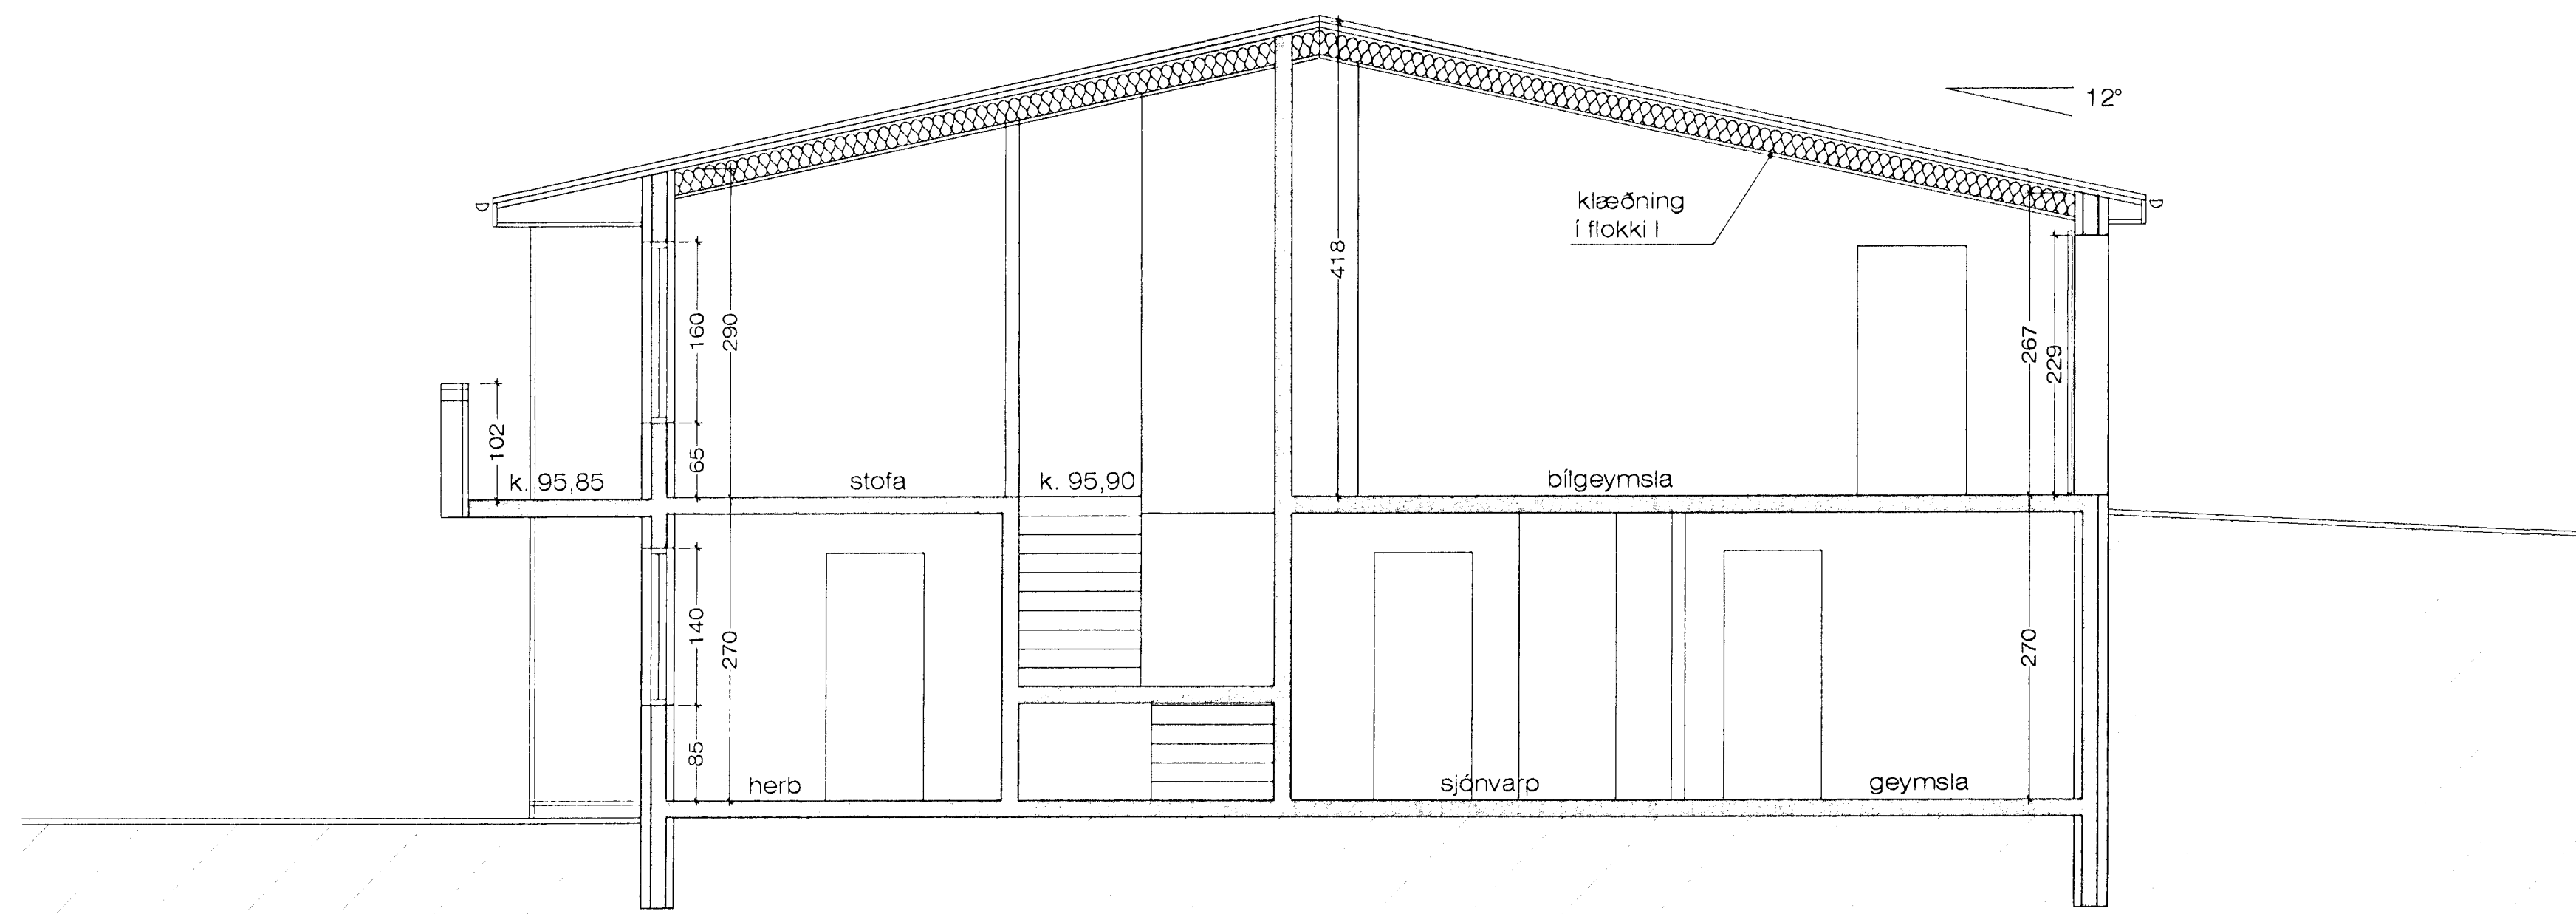 12°
klæðning
í flokki I
418
160
290
267
229
102
65
k. 95,85
stofa
k. 95,90
bílgeymsla
140
270
270
85
herb
sjónvarp
geymsla